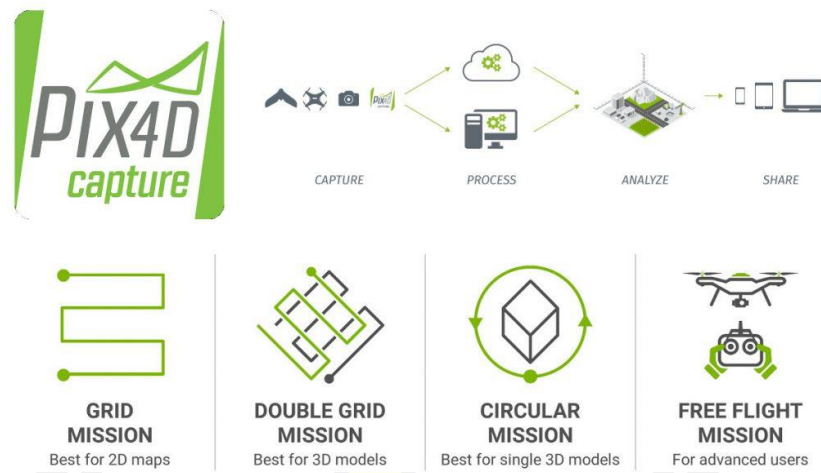 PIX4D
capture
PIX4D
CAPTURE
PROCESS
ANALYZE
SHARE
GRID
MISSION
Best for 2D maps
DOUBLE GRID
MISSION
Best for 3D models
CIRCULAR
MISSION
Best for single 3D models
FREE FLIGHT
MISSION
For advanced users